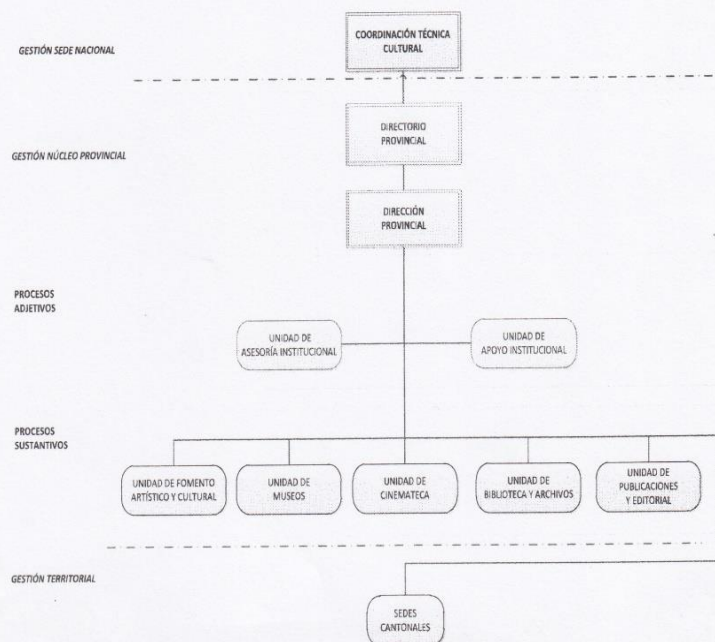 COORDINACIÓN TÉCNICA
CULTURAL
GESTIÓN SEDE NACIONAL
DIRECTORIO
PROVINCIAL
GESTIÓN NÚCLEO PROVINCIAL
DIRECCIÓN
PROVINCIAL
PROCESOS
ADJETIVOS
UNIDAD DE
ASESORÍA INSTITUCIONAL
UNIDAD DE
APOYO INSTITUCIONAL
PROCESOS
SUSTANTIVOS
UNIDAD DE FOMENTO
ARTÍSTICO Y CULTURAL
UNIDAD DE
MUSEOS
UNIDAD DE
CINEMATECA
UNIDAD DE
BIBLIOTECA Y ARCHIVOS
UNIDAD DE
PUBLICACIONES
Y EDITORIAL
GESTIÓN TERRITORIAL
SEDES
CANTONALES